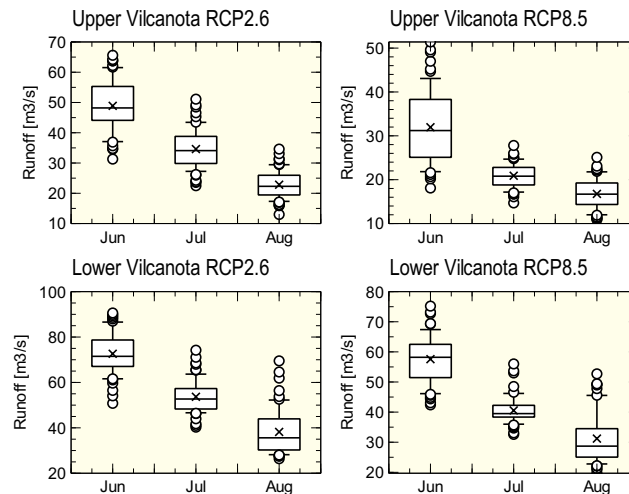 Upper Vilcanota RCP2.6
Runoff [m3/s]
70
60
50
40
30
20
10
Jun Jul Aug
Upper Vilcanota RCP8.5
Runoff [m3/s]
50
40
30
20
10
Jun Jul Aug
Lower Vilcanota RCP2.6
Runoff [m3/s]
100
80
60
40
20
Jun Jul Aug
Lower Vilcanota RCP8.5
Runoff [m3/s]
80
70
60
50
40
30
20
Jun Jul Aug